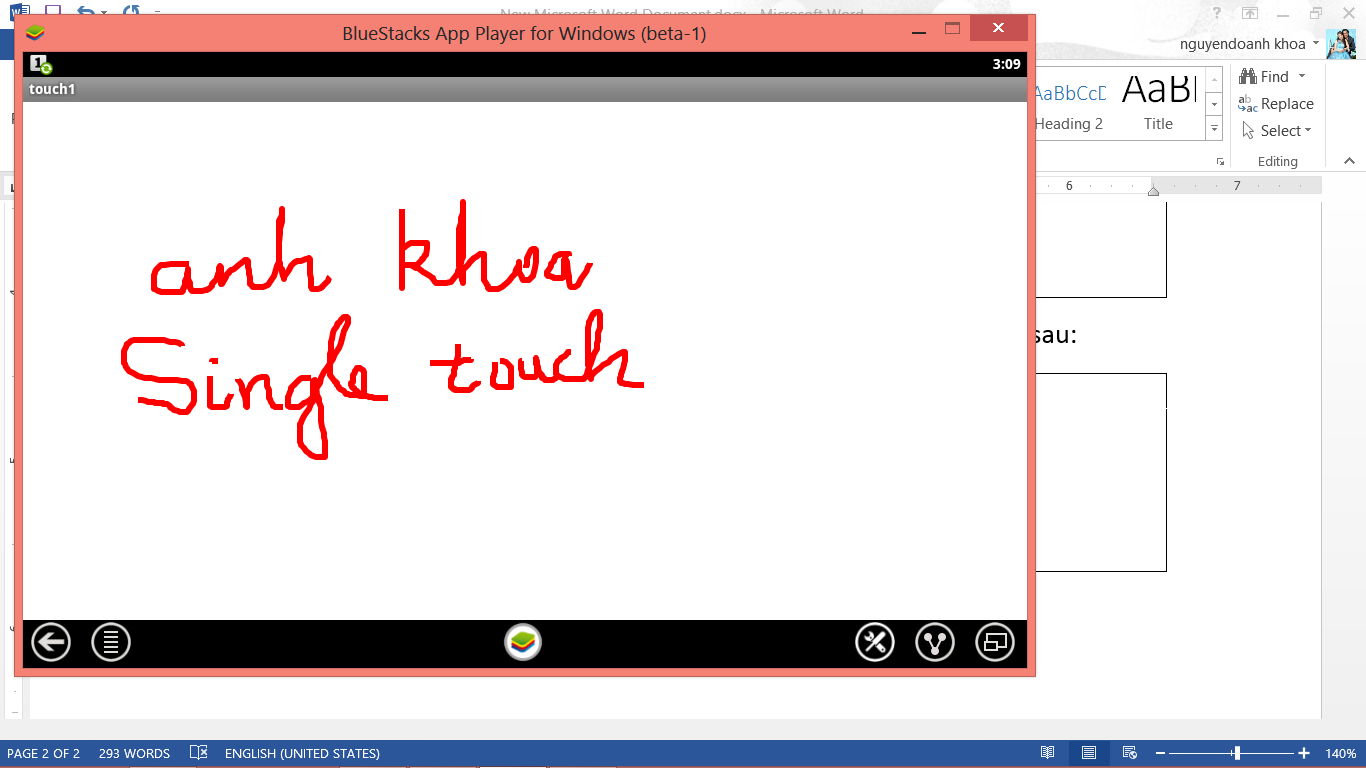 New Microsoft Word Document.docx - Microsoft Word
BlueStacks App Player for Windows (beta-1)
nguyendoanh khoa
3:09
touch1
AaBbCcD AaBl
Heading 2 Title
Find
Replace
Select
Editing
6 7
anh khoa
Single touch
sau:
PAGE 2 OF 2 293 WORDS ENGLISH (UNITED STATES) 140%